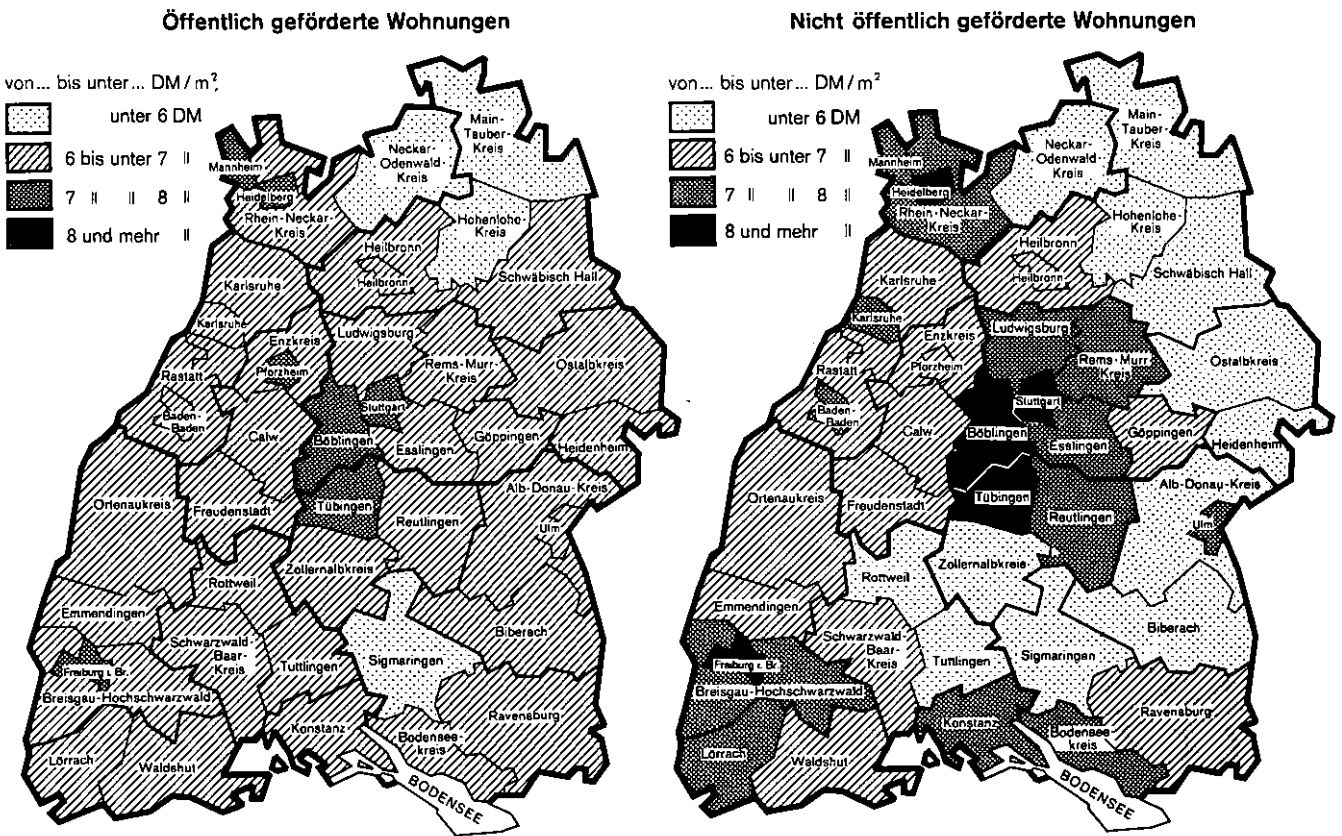 Öffentlich geförderte Wohnungen
von... bis unter... DM/m²,
unter 6 DM
6 bis unter 7 "
7 " " 8 "
8 und mehr "
Main-
Tauber-
Kreis
Neckar-
Odenwald-
Kreis
Mannheim
Heidelberg
Rhein-Neckar-
Kreis
Hohenlohe-
Kreis
Heilbronn
Heilbronn
Schwäbisch Hall
Karlsruhe
Karlsruhe
Ludwigsburg
Enzkreis
Pforzheim
Rems-Murr-
Kreis
Ostalbkreis
Rastatt
Baden-
Baden
Stuttgart
Calw
Böblingen
Esslingen
Göppingen
Heidenheim
Ortenaukreis
Freudenstadt
Tübingen
Reutlingen
Alb-Donau-Kreis
Ulm
Rottweil
Zollernalbkreis
Emmendingen
Schwarzwald-
Baar-
Kreis
Tuttlingen
Sigmaringen
Biberach
Freiburg i. Br.
Breisgau-Hochschwarzwald
Ravensburg
Konstanz
Bodensee-
kreis
Lörrach
Waldshut
BODENSEE
Nicht öffentlich geförderte Wohnungen
von... bis unter... DM/m²
unter 6 DM
6 bis unter 7 "
7 " " 8 "
8 und mehr "
Main-
Tauber-
Kreis
Neckar-
Odenwald-
Kreis
Mannheim
Heidelberg
Rhein-Neckar-
Kreis
Hohenlohe-
Kreis
Heilbronn
Heilbronn
Schwäbisch Hall
Karlsruhe
Karlsruhe
Ludwigsburg
Enzkreis
Pforzheim
Rems-Murr-
Kreis
Ostalbkreis
Rastatt
Baden-
Baden
Stuttgart
Calw
Böblingen
Esslingen
Göppingen
Heidenheim
Ortenaukreis
Freudenstadt
Tübingen
Reutlingen
Alb-Donau-Kreis
Ulm
Rottweil
Zollernalbkreis
Emmendingen
Schwarzwald-
Baar-
Kreis
Tuttlingen
Sigmaringen
Biberach
Freiburg i. Br.
Breisgau-Hochschwarzwald
Ravensburg
Konstanz
Bodensee-
kreis
Lörrach
Waldshut
BODENSEE